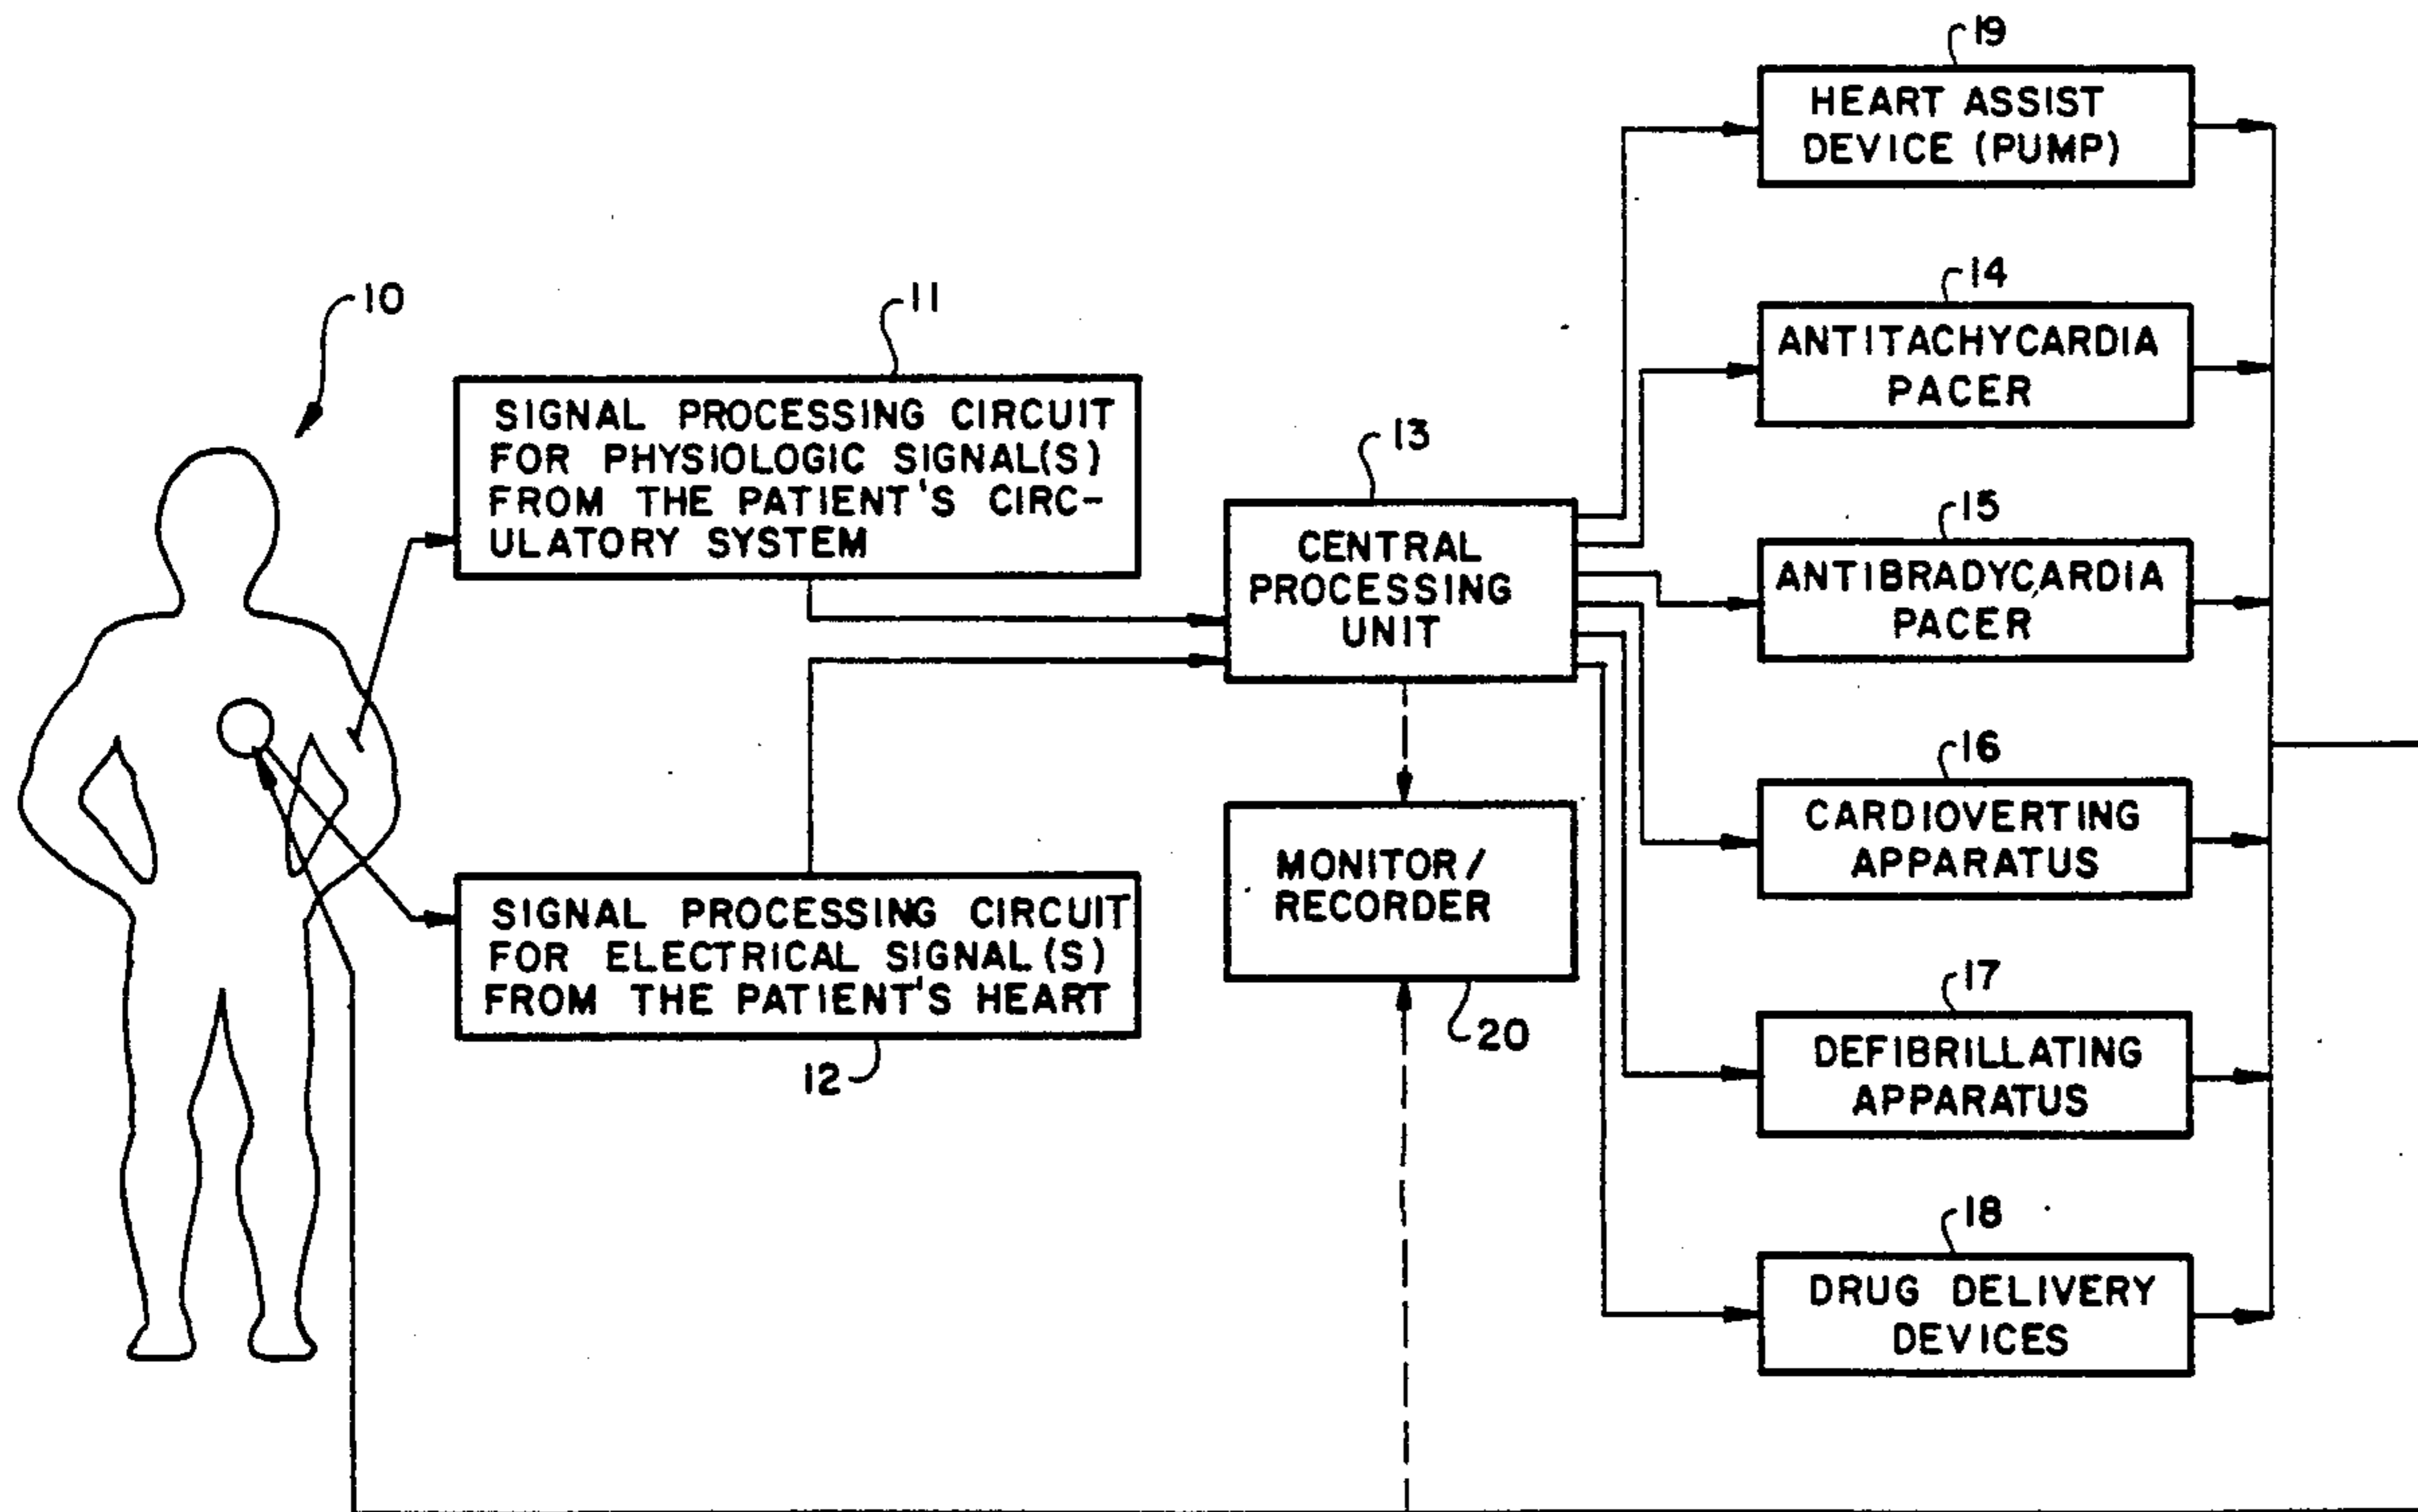 10
11
SIGNAL PROCESSING CIRCUIT
FOR PHYSIOLOGIC SIGNAL(S)
FROM THE PATIENT'S CIRC-
ULATORY SYSTEM
SIGNAL PROCESSING CIRCUIT
FOR ELECTRICAL SIGNAL(S)
FROM THE PATIENT'S HEART
12
13
CENTRAL
PROCESSING
UNIT
MONITOR/
RECORDER
20
19
HEART ASSIST
DEVICE (PUMP)
14
ANTITACHYCARDIA
PACER
15
ANTIBRADYCARDIA
PACER
16
CARDIOVERTING
APPARATUS
17
DEFIBRILLATING
APPARATUS
18
DRUG DELIVERY
DEVICES